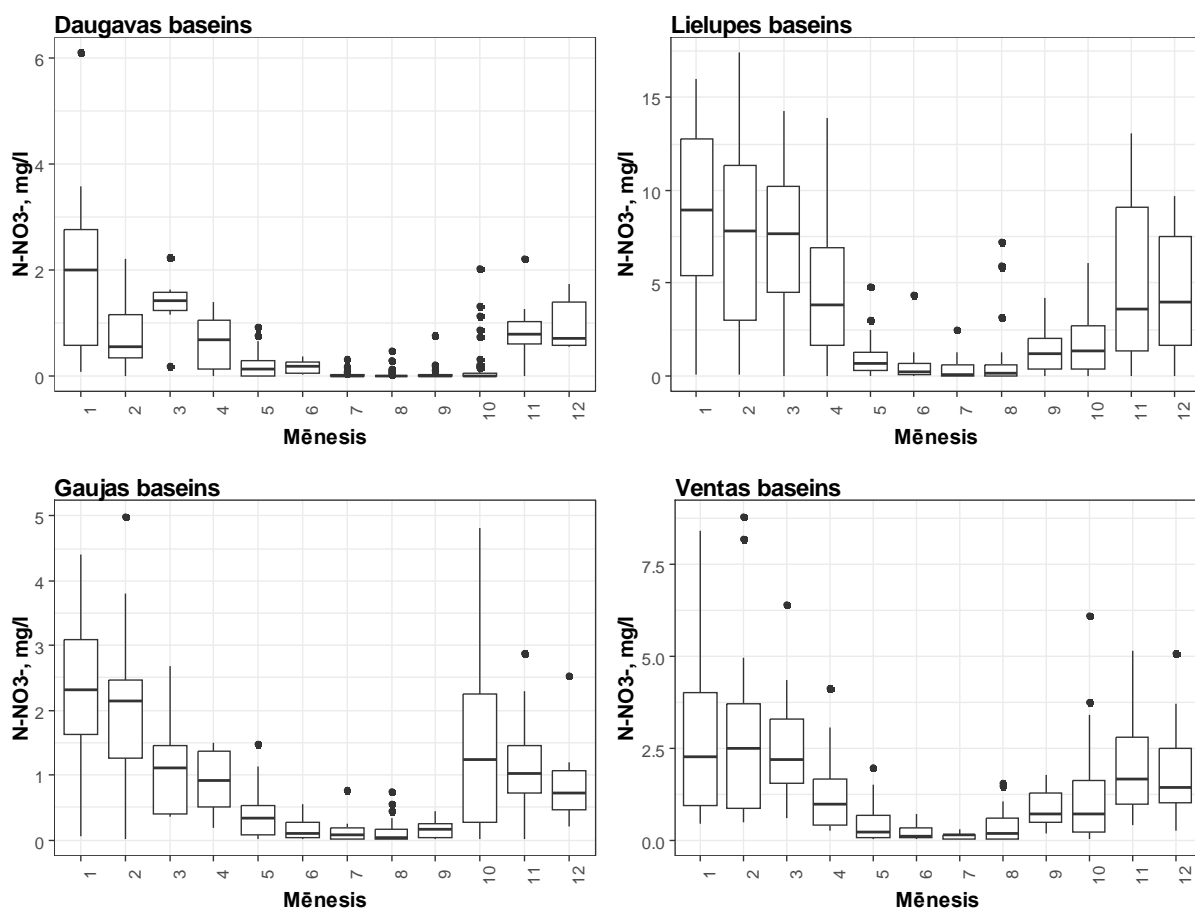 Daugavas baseins
N-NO3-, mg/l
6
4
2
0
1 2 3 4 5 6 7 8 9 10 11 12
Mēnesis
Lielupes baseins
N-NO3-, mg/l
15
10
5
0
1 2 3 4 5 6 7 8 9 10 11 12
Mēnesis
Gaujas baseins
N-NO3-, mg/l
5
4
3
2
1
0
1 2 3 4 5 6 7 8 9 10 11 12
Mēnesis
Ventas baseins
N-NO3-, mg/l
7.5
5.0
2.5
0.0
1 2 3 4 5 6 7 8 9 10 11 12
Mēnesis